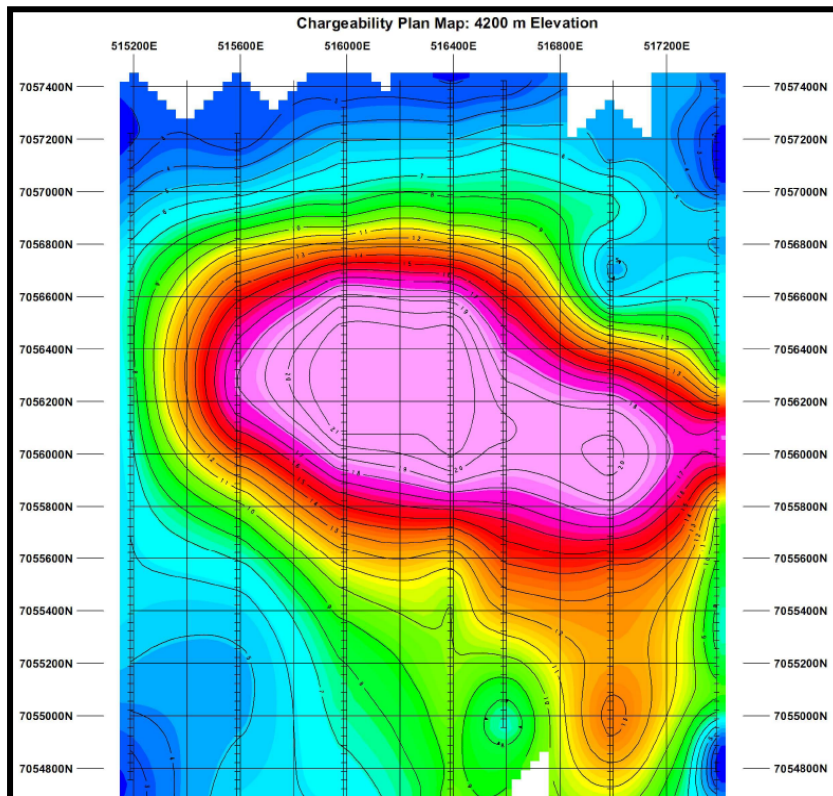 Chargeability Plan Map: 4200 m Elevation
515200E 515600E 516000E 516400E 516800E 517200E
7057400N 7057400N
7057200N 7057200N
7057000N 7057000N
7056800N 7056800N
7056600N 7056600N
7056400N 7056400N
7056200N 7056200N
7056000N 7056000N
7055800N 7055800N
7055600N 7055600N
7055400N 7055400N
7055200N 7055200N
7055000N 7055000N
7054800N 7054800N